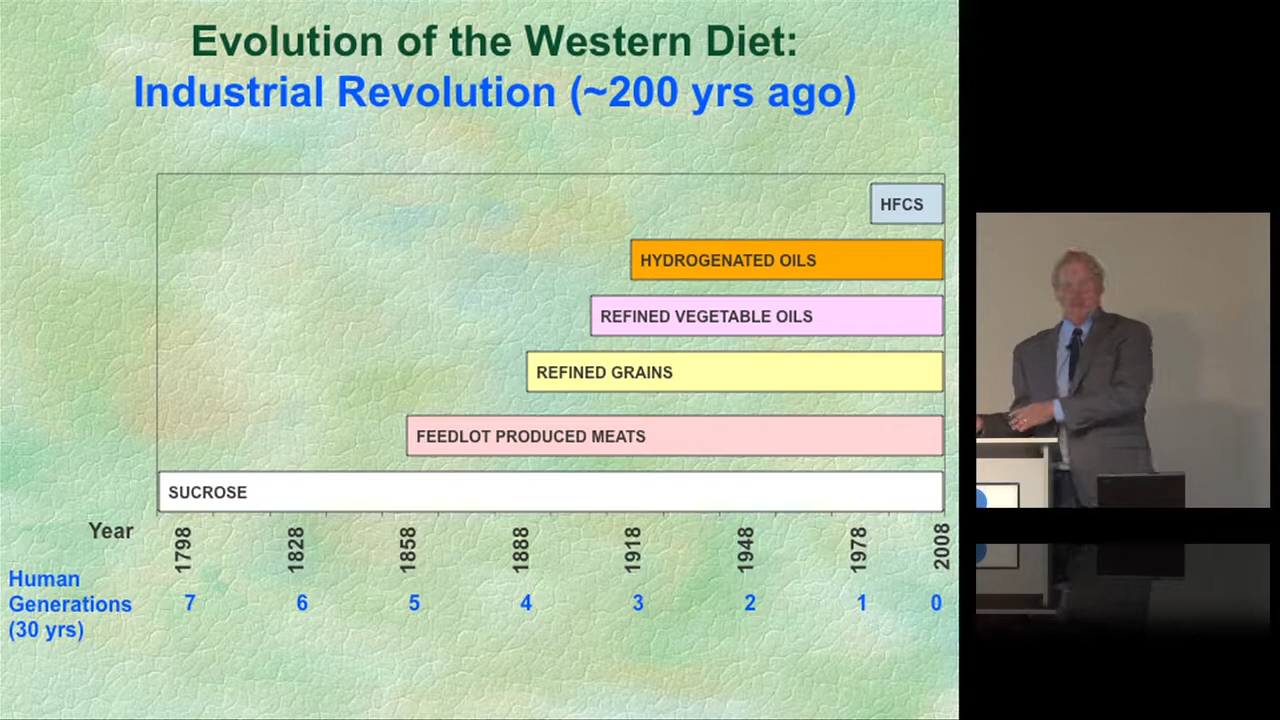 Evolution of the Western Diet:
Industrial Revolution (~200 yrs ago)
HFCS
HYDROGENATED OILS
REFINED VEGETABLE OILS
REFINED GRAINS
FEEDLOT PRODUCED MEATS
SUCROSE
Year 1798 1828 1858 1888 1918 1948 1978 2008
Human
Generations 7 6 5 4 3 2 1 0
(30 yrs)